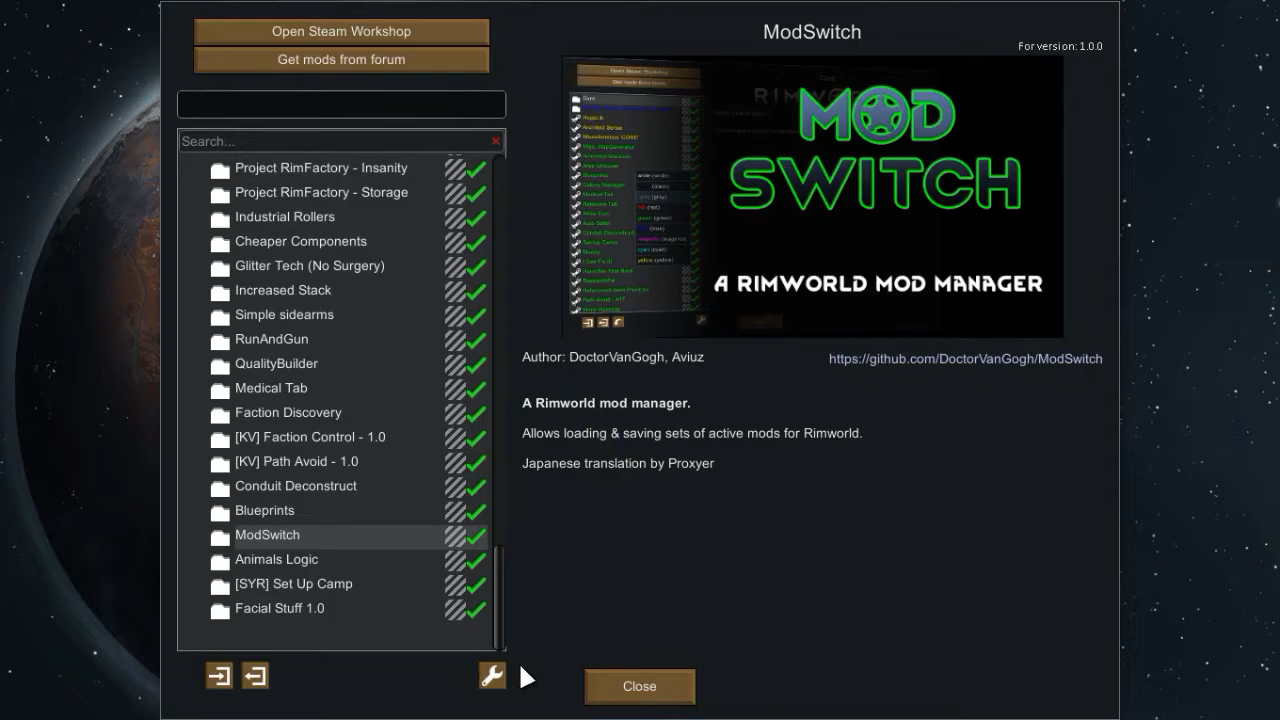 Open Steam Workshop
Get mods from forum
Search...
Project RimFactory - Insanity
Project RimFactory - Storage
Industrial Rollers
Cheaper Components
Glitter Tech (No Surgery)
Increased Stack
Simple sidearms
RunAndGun
QualityBuilder
Medical Tab
Faction Discovery
[KV] Faction Control - 1.0
[KV] Path Avoid - 1.0
Conduit Deconstruct
Blueprints
ModSwitch
Animals Logic
[SYR] Set Up Camp
Facial Stuff 1.0
ModSwitch
For version: 1.0.0
MOD
SWITCH
A RIMWORLD MOD MANAGER
Author: DoctorVanGogh, Aviuz
https://github.com/DoctorVanGogh/ModSwitch
A Rimworld mod manager.
Allows loading & saving sets of active mods for Rimworld.
Japanese translation by Proxyer
Close